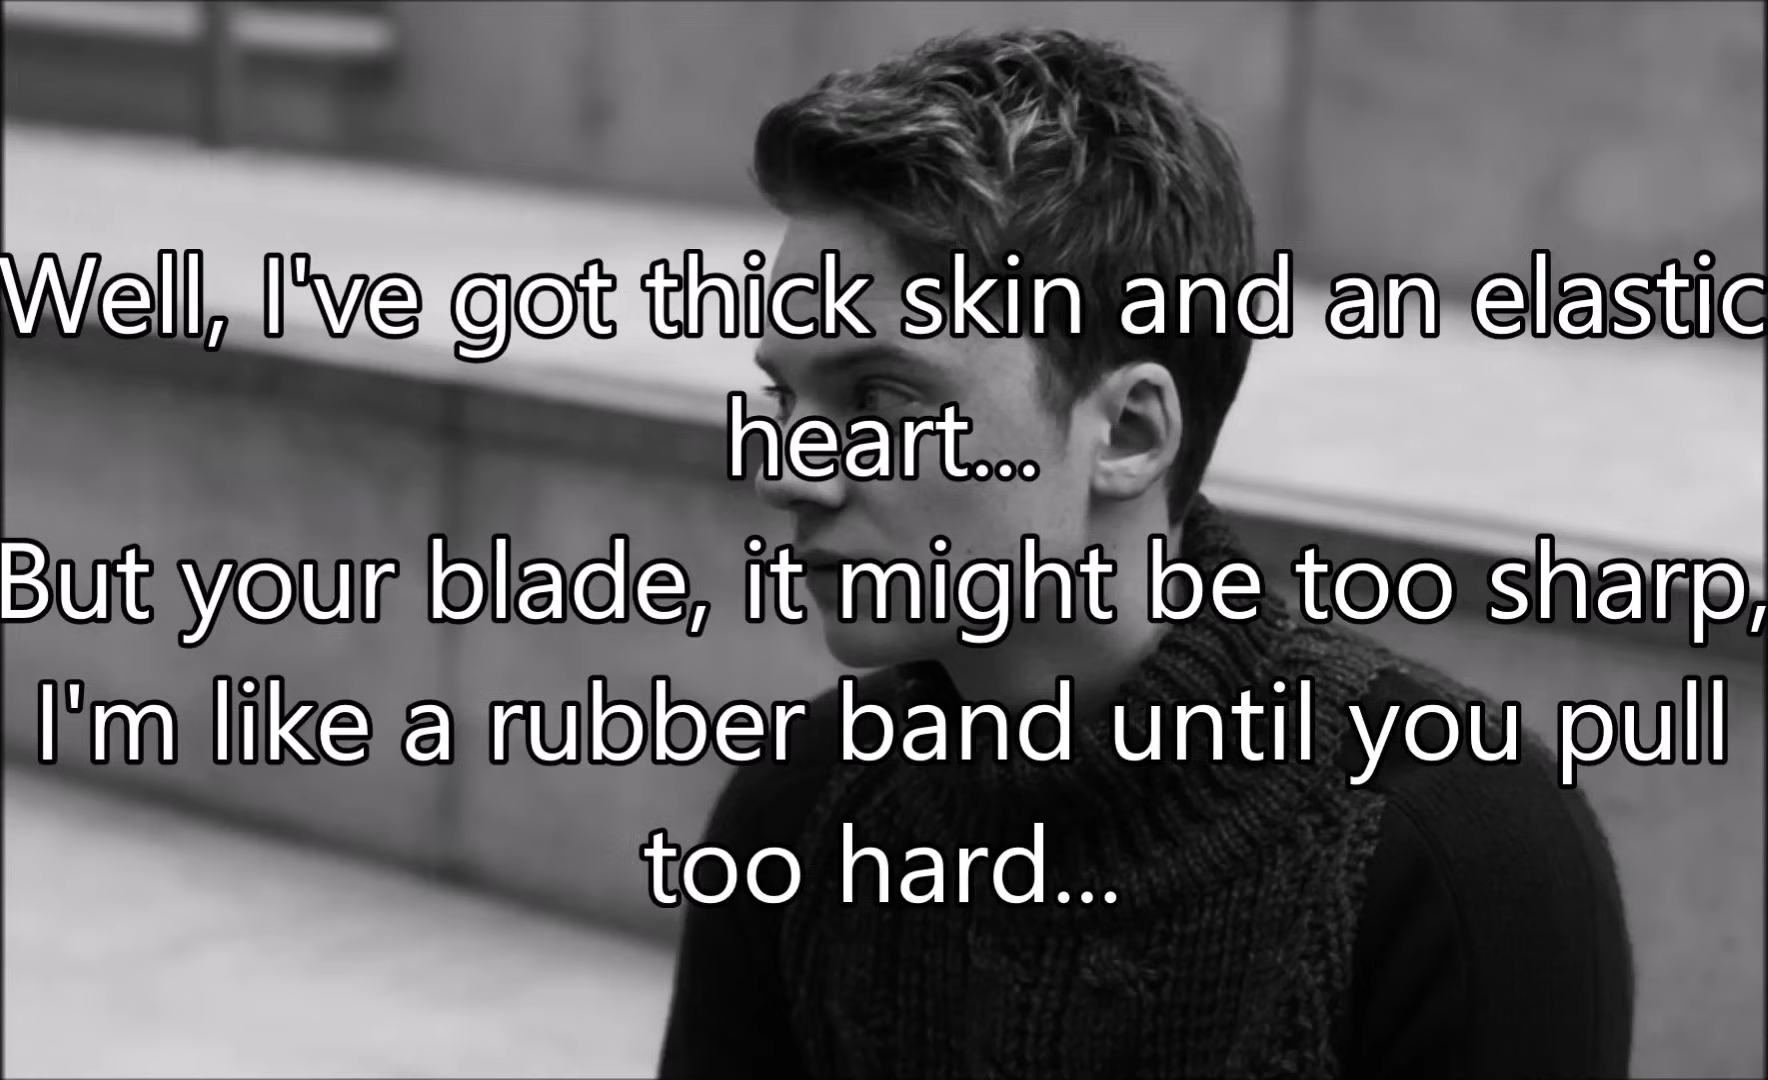 Well, I've got thick skin and an elastic
heart...
But your blade, it might be too sharp,
I'm like a rubber band until you pull
too hard...